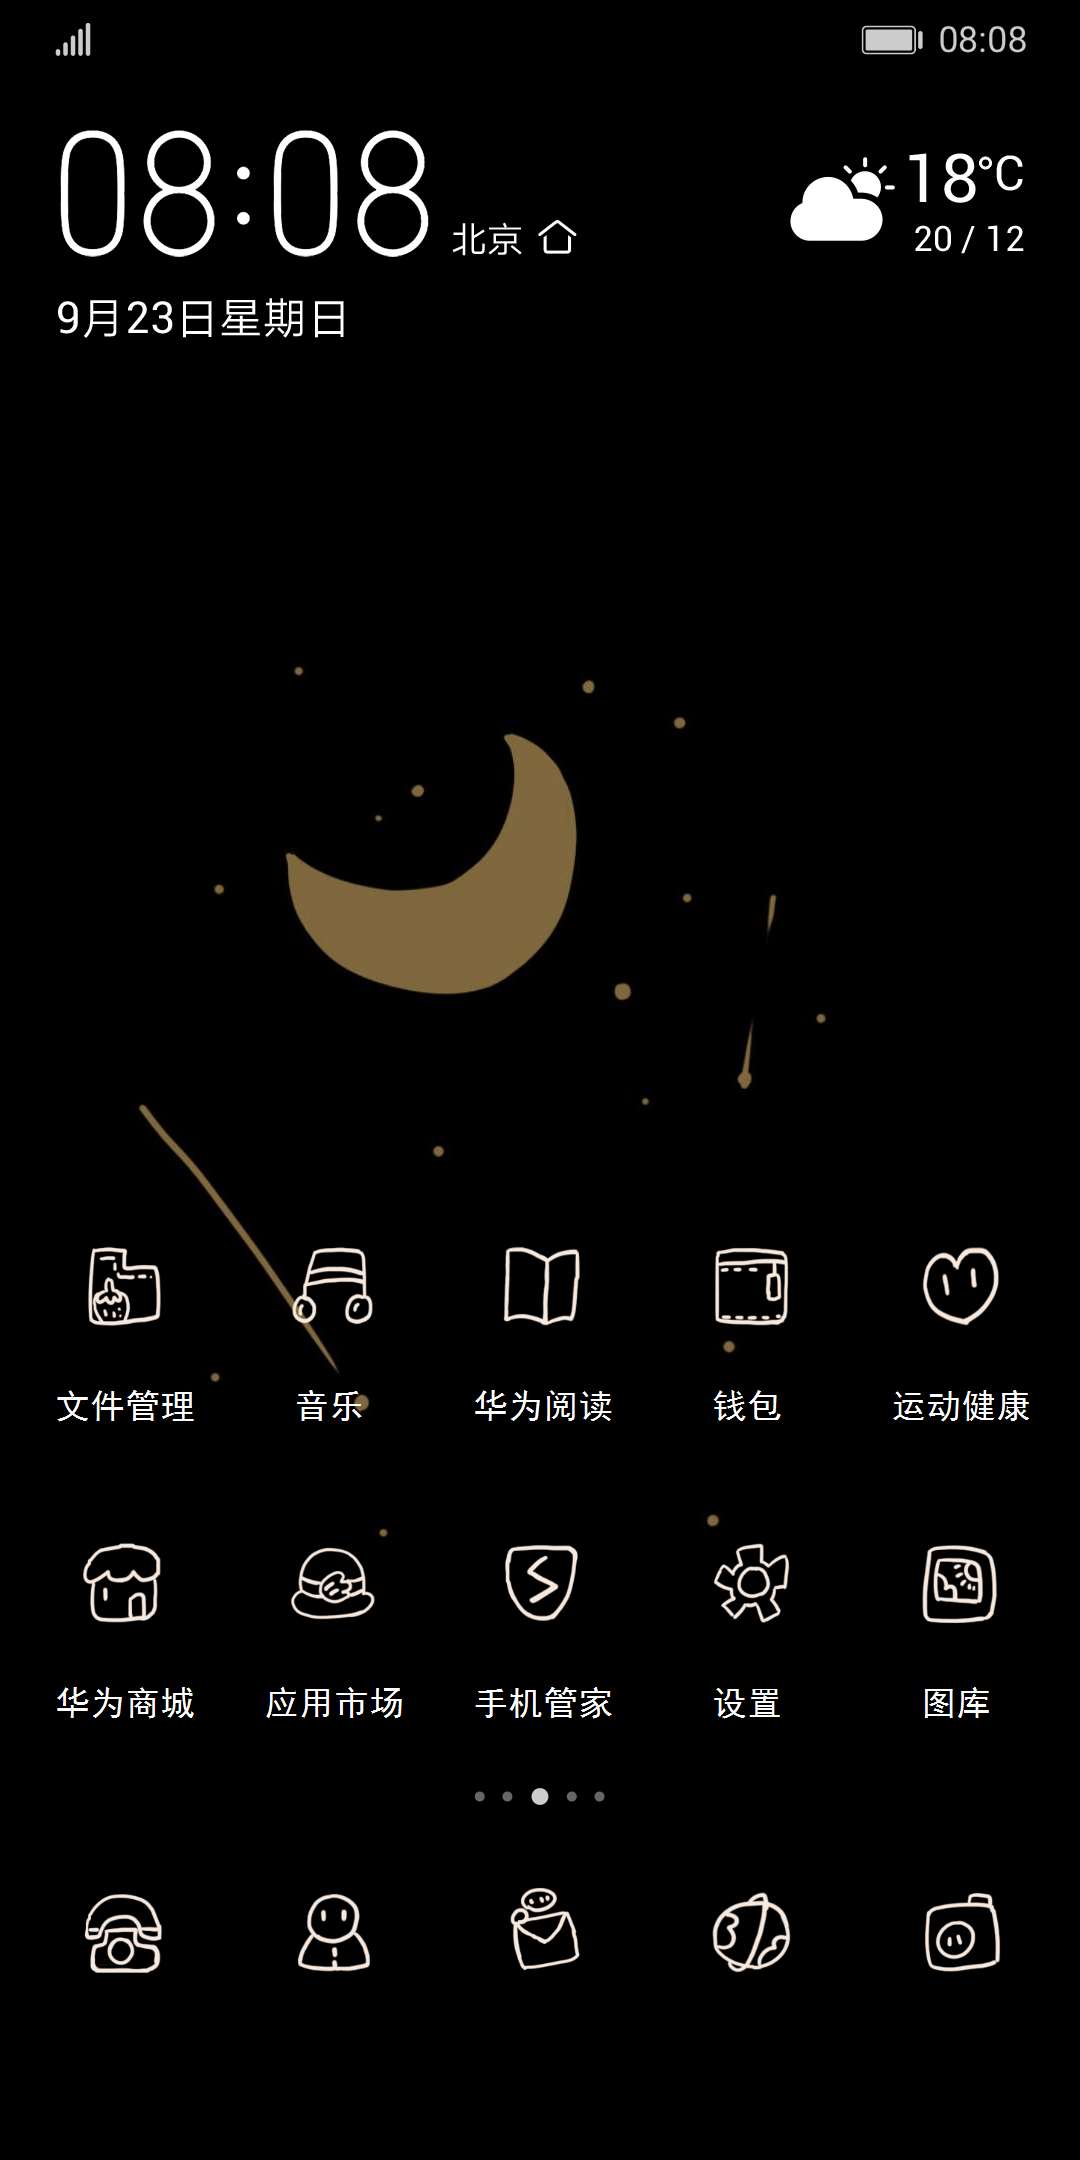 08:08
08:08 北京
18°C
20 / 12
9月23日星期日
文件管理 音乐 华为阅读 钱包 运动健康
华为商城 应用市场 手机管家 设置 图库